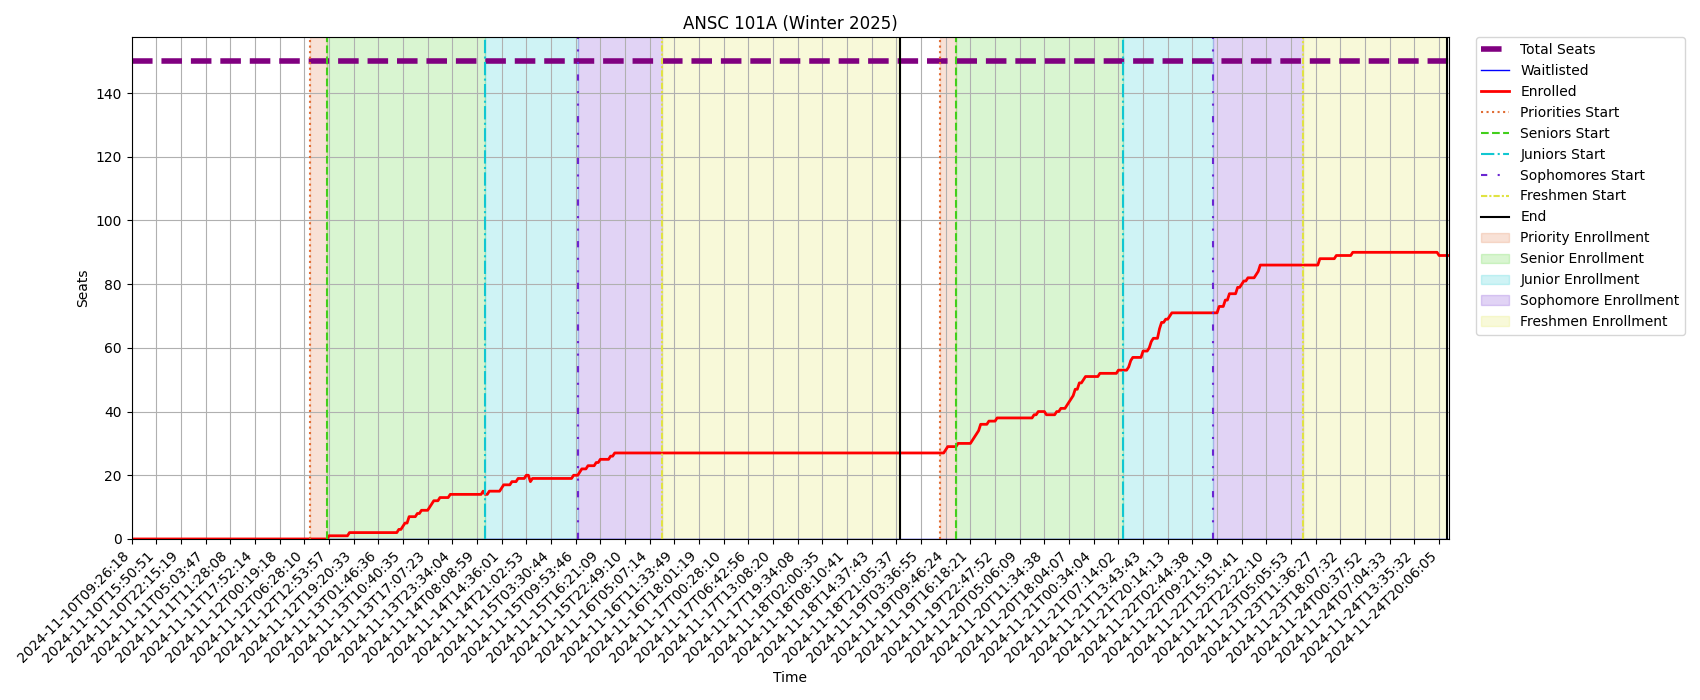 ANSC 101A (Winter 2025)
Total Seats
Waitlisted
Enrolled
Priorities Start
Seniors Start
Juniors Start
Sophomores Start
Freshmen Start
End
Priority Enrollment
Senior Enrollment
Junior Enrollment
Sophomore Enrollment
Freshmen Enrollment
Seats
140
120
100
80
60
40
20
0
2024-11-10T09:26:18
2024-11-10T15:50:51
2024-11-10T22:15:19
2024-11-11T05:03:47
2024-11-11T11:28:08
2024-11-11T17:52:14
2024-11-12T00:19:18
2024-11-12T06:28:10
2024-11-12T12:53:57
2024-11-12T19:20:33
2024-11-13T01:46:36
2024-11-13T10:40:35
2024-11-13T17:07:23
2024-11-13T23:34:04
2024-11-14T08:08:59
2024-11-14T14:36:01
2024-11-14T21:02:53
2024-11-15T03:30:44
2024-11-15T09:53:46
2024-11-15T16:21:09
2024-11-15T22:49:10
2024-11-16T05:07:14
2024-11-16T11:33:49
2024-11-16T18:01:19
2024-11-17T00:28:10
2024-11-17T06:42:56
2024-11-17T13:08:20
2024-11-17T19:34:08
2024-11-18T02:00:35
2024-11-18T08:10:41
2024-11-18T14:37:43
2024-11-18T21:05:37
2024-11-19T03:36:55
2024-11-19T09:46:24
2024-11-19T16:18:21
2024-11-19T22:47:52
2024-11-20T05:06:09
2024-11-20T11:34:38
2024-11-20T18:04:07
2024-11-21T00:34:04
2024-11-21T07:14:02
2024-11-21T13:43:43
2024-11-21T20:14:13
2024-11-22T02:44:38
2024-11-22T09:21:19
2024-11-22T15:51:41
2024-11-22T22:22:10
2024-11-23T05:05:53
2024-11-23T11:36:27
2024-11-23T18:07:32
2024-11-24T00:37:52
2024-11-24T07:04:33
2024-11-24T13:35:32
2024-11-24T20:06:05
Time